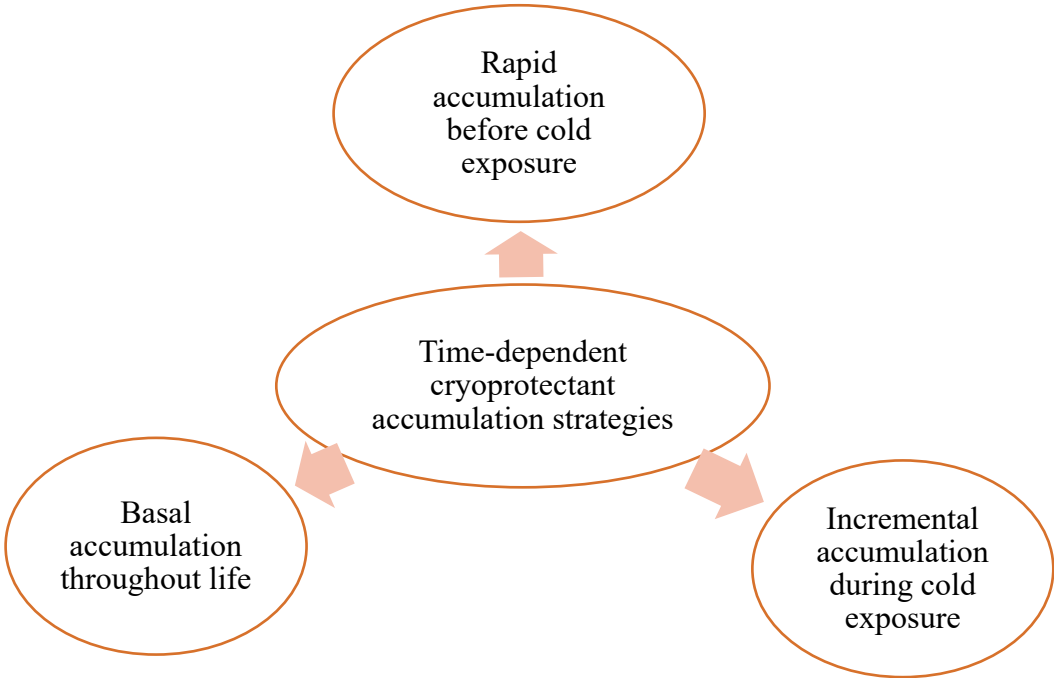 Rapid
accumulation
before cold
exposure
Time-dependent
cryoprotectant
accumulation strategies
Basal
accumulation
throughout life
Incremental
accumulation
during cold
exposure